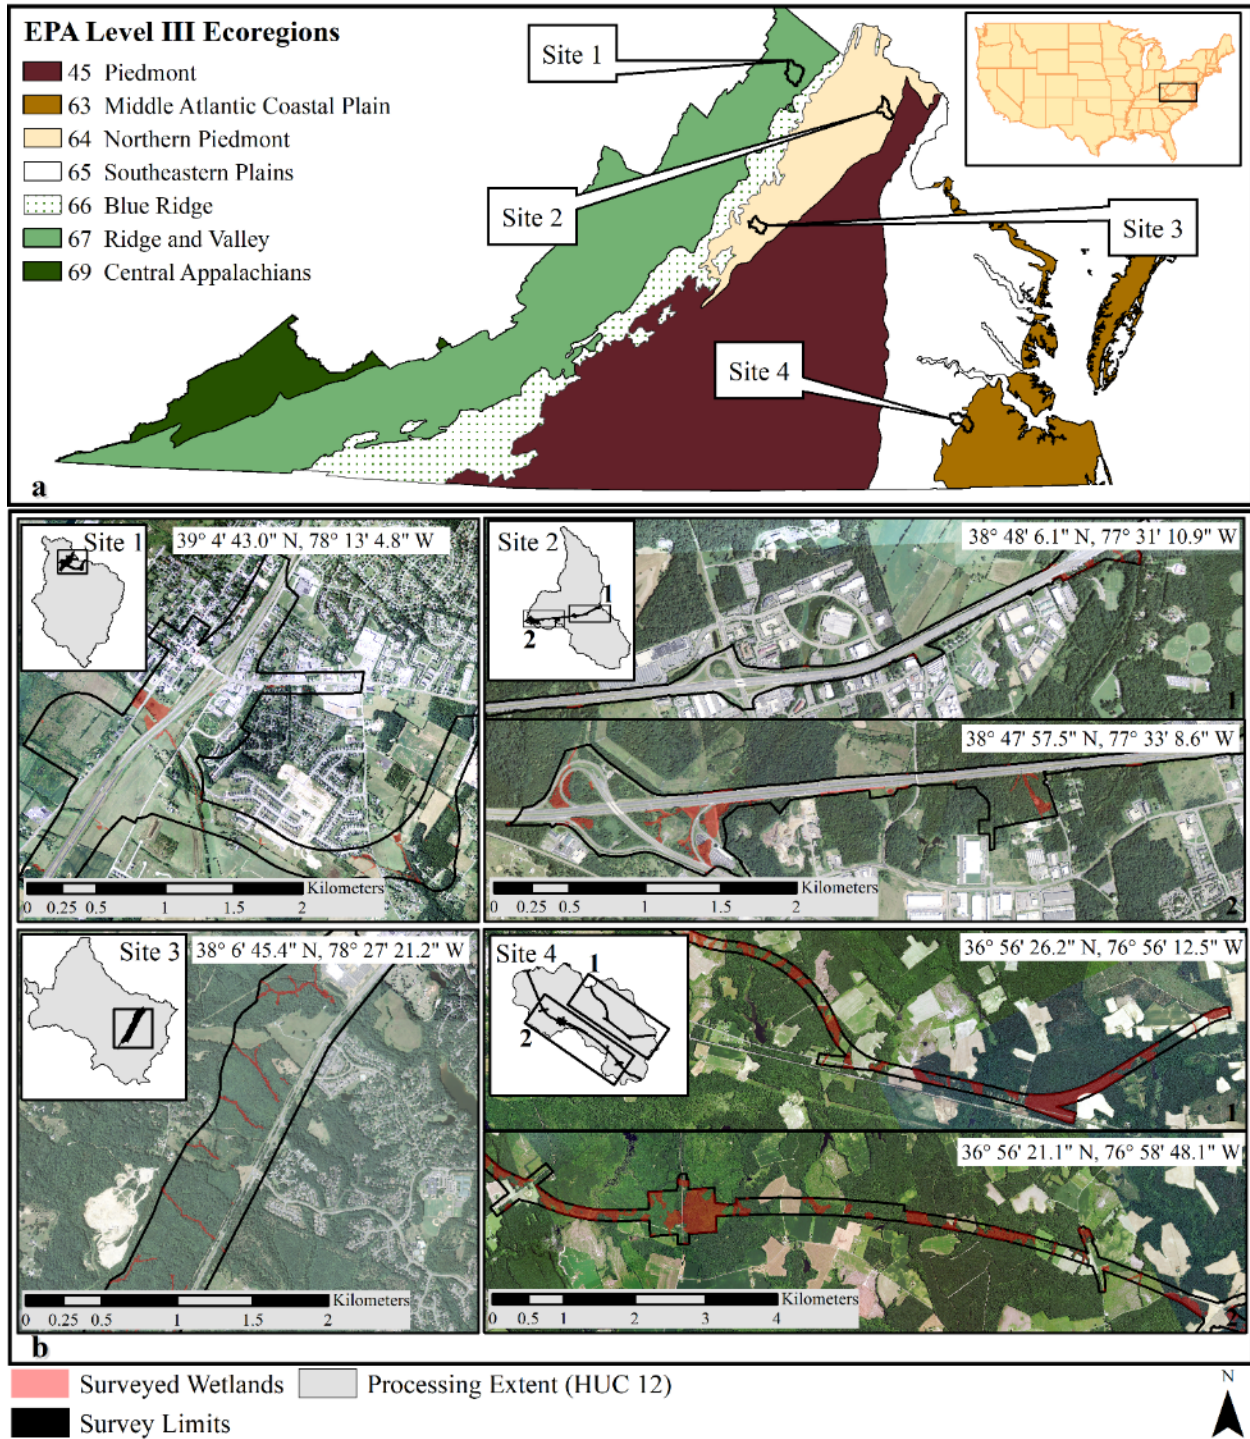 EPA Level III Ecoregions
45 Piedmont
63 Middle Atlantic Coastal Plain
64 Northern Piedmont
65 Southeastern Plains
66 Blue Ridge
67 Ridge and Valley
69 Central Appalachians
Site 1
Site 2
Site 3
Site 4
a
Site 1
39° 4' 43.0" N, 78° 13' 4.8" W
Kilometers
0 0.25 0.5 1 1.5 2
Site 2
1
2
38° 48' 6.1" N, 77° 31' 10.9" W
1
38° 47' 57.5" N, 77° 33' 8.6" W
Kilometers
0 0.25 0.5 1 1.5 2
2
Site 3
38° 6' 45.4" N, 78° 27' 21.2" W
Kilometers
0 0.25 0.5 1 1.5 2
Site 4
1
2
36° 56' 26.2" N, 76° 56' 12.5" W
1
36° 56' 21.1" N, 76° 58' 48.1" W
Kilometers
0 0.5 1 2 3 4
2
b
Surveyed Wetlands
Processing Extent (HUC 12)
Survey Limits
N